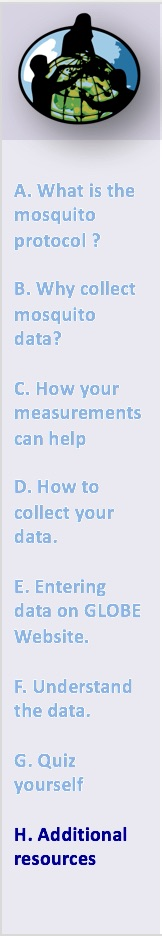 A. What is the
mosquito
protocol ?
B. Why collect
mosquito
data?
C. How your
measurements
can help
D. How to
collect your
data.
E. Entering
data on GLOBE
Website.
F. Understand
the data.
G. Quiz
yourself
H. Additional
resources